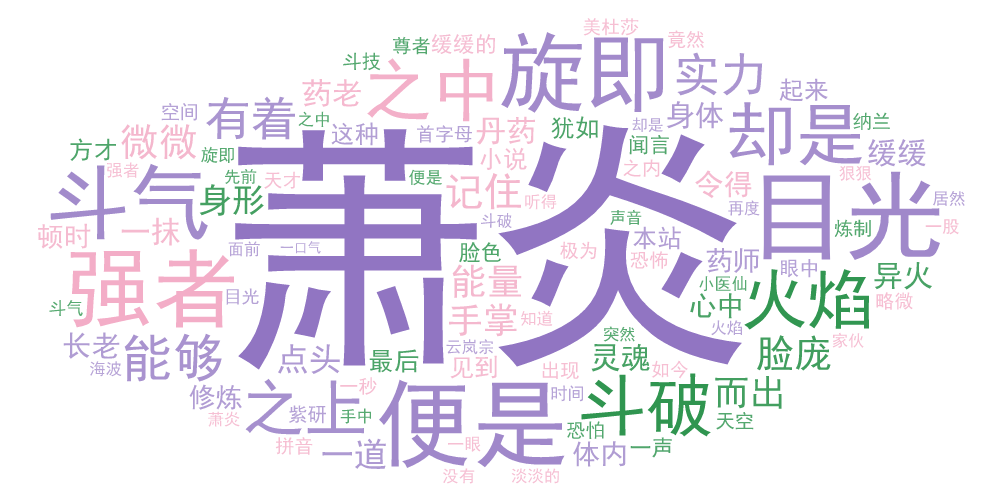 美杜莎
尊者
缓缓的
竟然
斗技
旋即
实力
之中
药老
起来
空间
有着
之中
这种
首字母
丹药
犹如
却是
身体
却是
纳兰
方才
微微
萧炎
小说
闻言
缓缓
强者
旋即
先前
天才
便是
记住
之内
令得
狠狠
斗气
身形
听得
再度
目光
居然
顿时
一抹
斗破
声音
炼制
一股
面前
一口气
脸色
极为
本站
恐怖
药师
眼中
异火
强者
目光
能量
小医仙
心中
火焰
略微
斗气
手掌
知道
火焰
长老
能够
点头
最后
云岚宗
突然
灵魂
脸庞
家伙
海波
见到
出现
如今
修炼
之上
一秒
便是
时间
斗破
而出
紫研
手中
萧炎
恐怕
天空
拼音
一道
一眼
体内
一声
没有
淡淡的